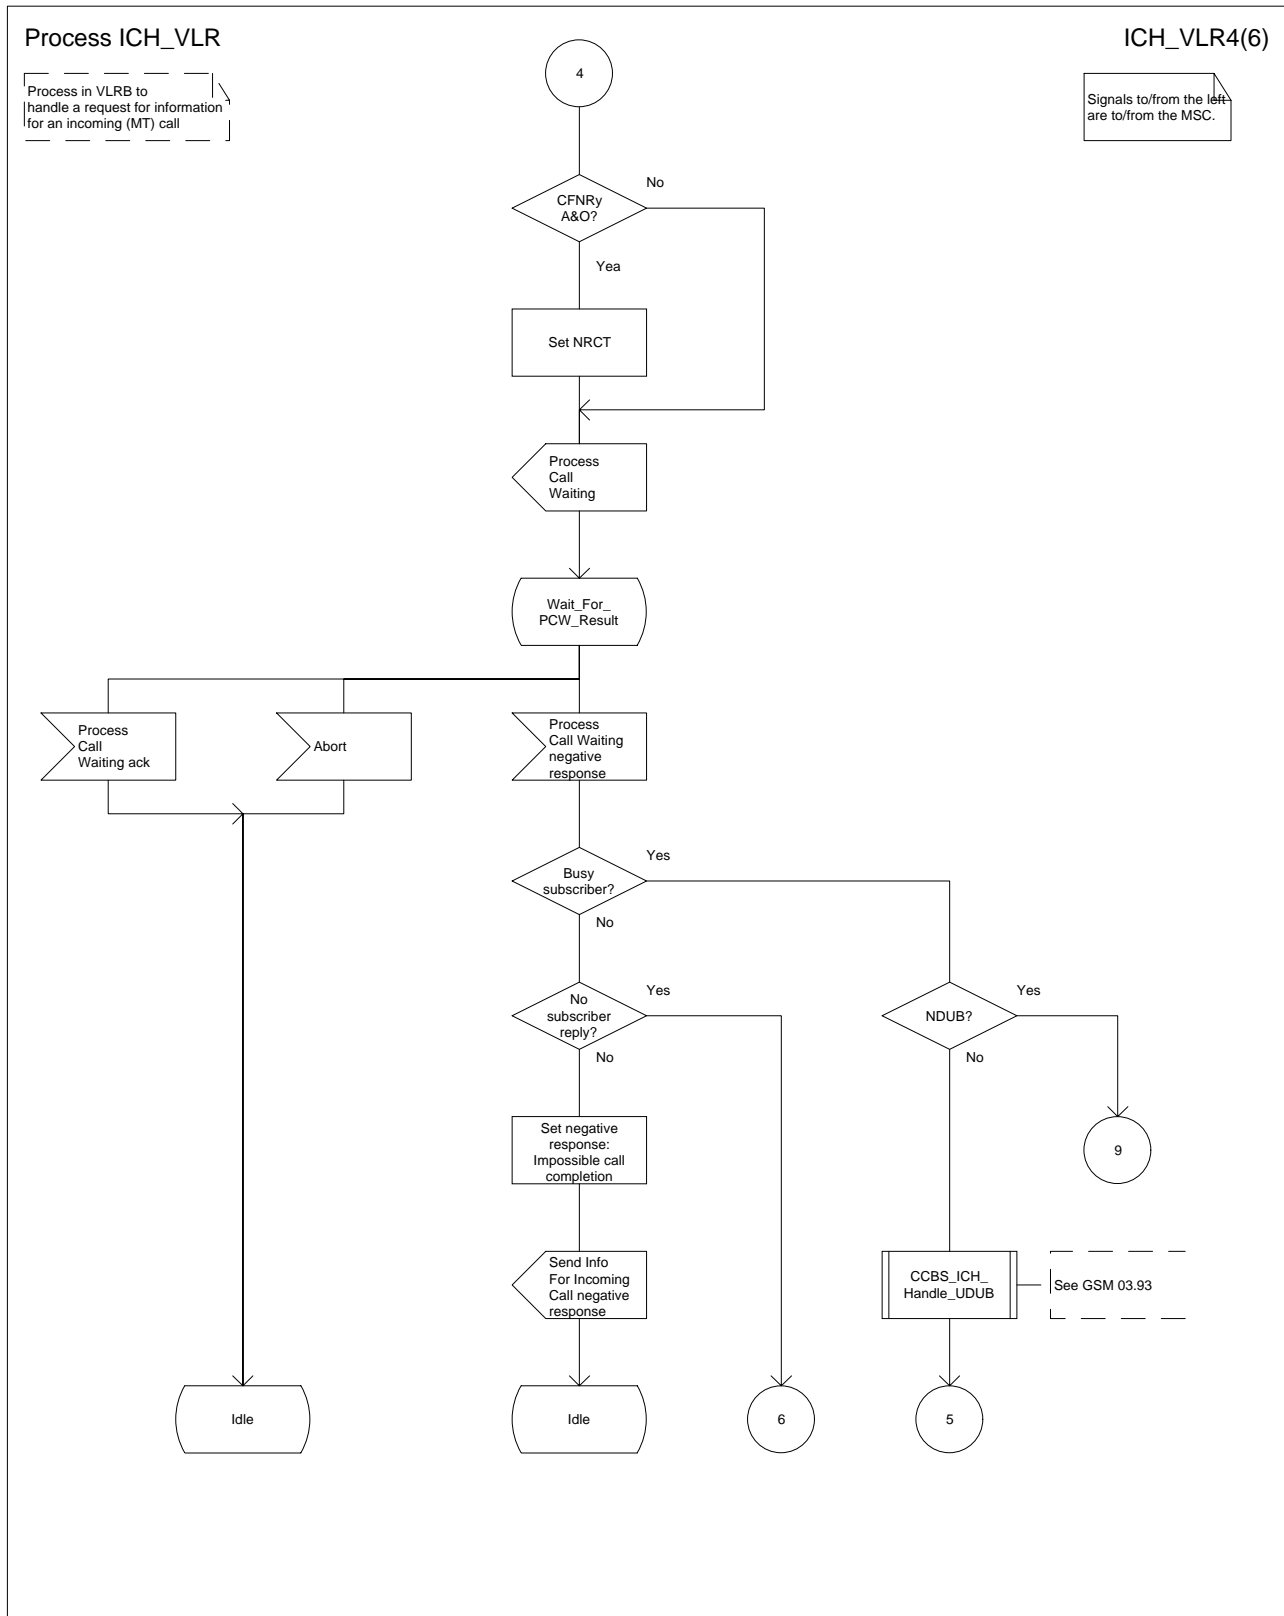 Process ICH_VLR
ICH_VLR4(6)
Process in VLRB to
handle a request for information
for an incoming (MT) call
Signals to/from the left
are to/from the MSC.
4
CFNRy
A&O?
No
Yea
Set NRCT
Process
Call
Waiting
Wait_For_
PCW_Result
Process
Call
Waiting ack
Abort
Process
Call Waiting
negative
response
Busy
subscriber?
Yes
No
No
subscriber
reply?
Yes
No
NDUB?
Yes
No
Set negative
response:
Impossible call
completion
9
Send Info
For Incoming
Call negative
response
CCBS_ICH_
Handle_UDUB
See GSM 03.93
Idle
Idle
6
5